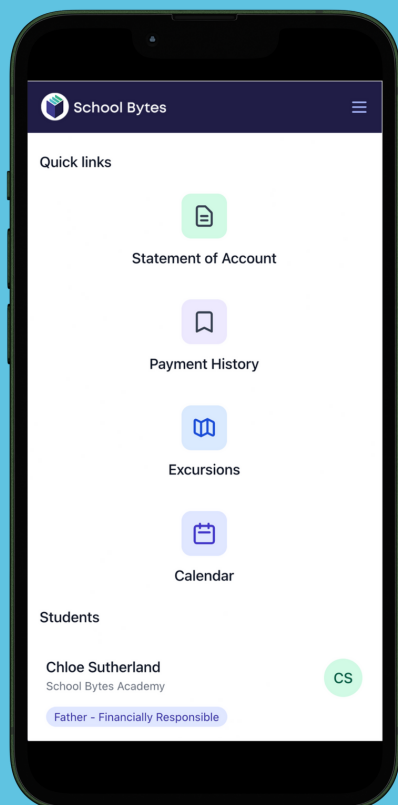 School Bytes
Quick links
Statement of Account
Payment History
Excursions
Calendar
Students
Chloe Sutherland
CS
School Bytes Academy
Father - Financially Responsible